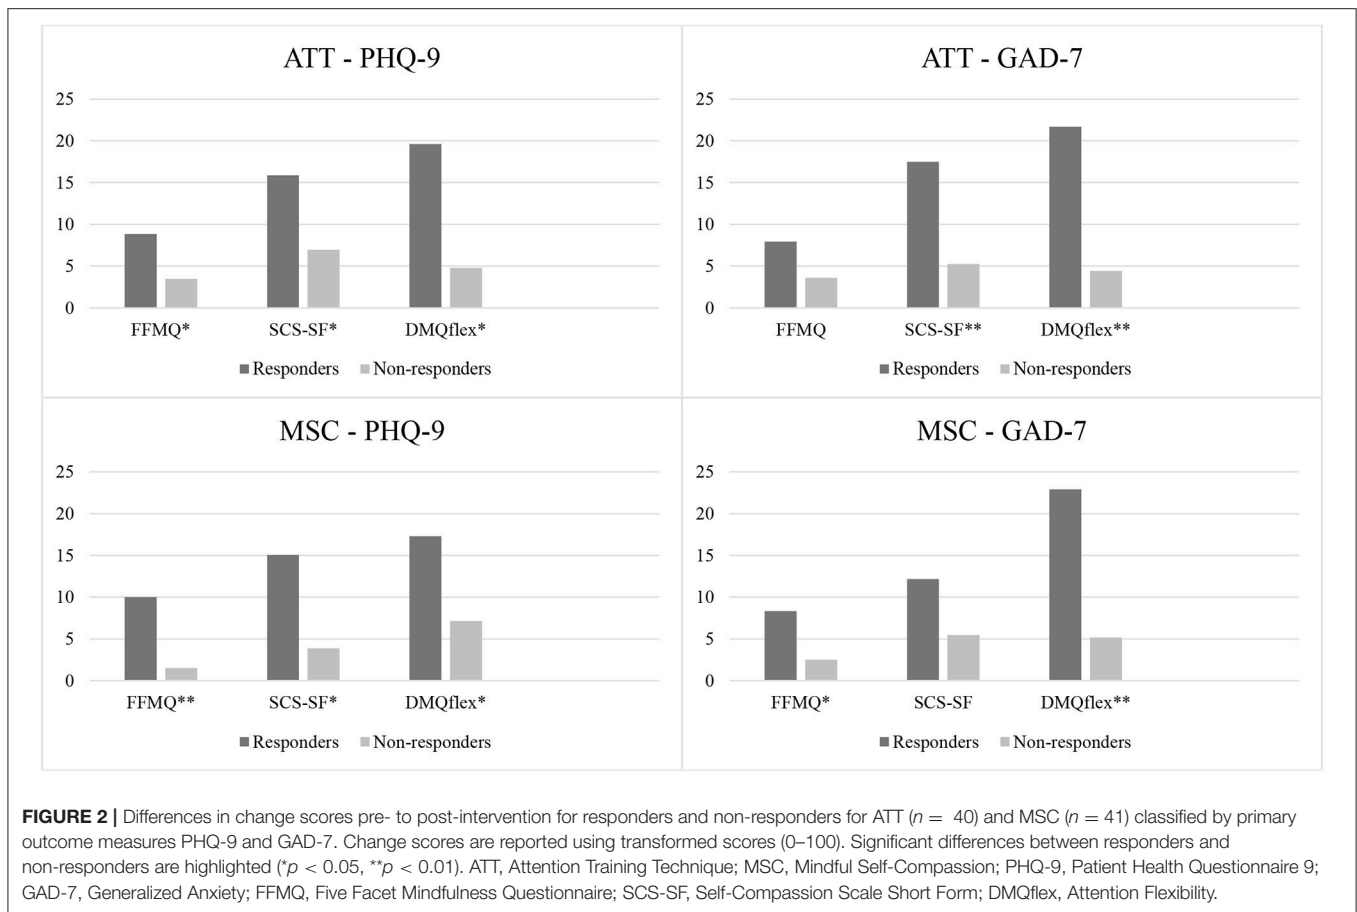 ATT - PHQ-9
25
20
15
10
5
0
FFMQ* SCS-SF* DMQflex*
Responders Non-responders
ATT - GAD-7
25
20
15
10
5
0
FFMQ SCS-SF** DMQflex**
Responders Non-responders
MSC - PHQ-9
25
20
15
10
5
0
FFMQ** SCS-SF* DMQflex*
Responders Non-responders
MSC - GAD-7
25
20
15
10
5
0
FFMQ* SCS-SF DMQflex**
Responders Non-responders
FIGURE 2 | Differences in change scores pre- to post-intervention for responders and non-responders for ATT (n = 40) and MSC (n = 41) classified by primary
outcome measures PHQ-9 and GAD-7. Change scores are reported using transformed scores (0–100). Significant differences between responders and
non-responders are highlighted (*p < 0.05, **p < 0.01). ATT, Attention Training Technique; MSC, Mindful Self-Compassion; PHQ-9, Patient Health Questionnaire 9;
GAD-7, Generalized Anxiety; FFMQ, Five Facet Mindfulness Questionnaire; SCS-SF, Self-Compassion Scale Short Form; DMQflex, Attention Flexibility.